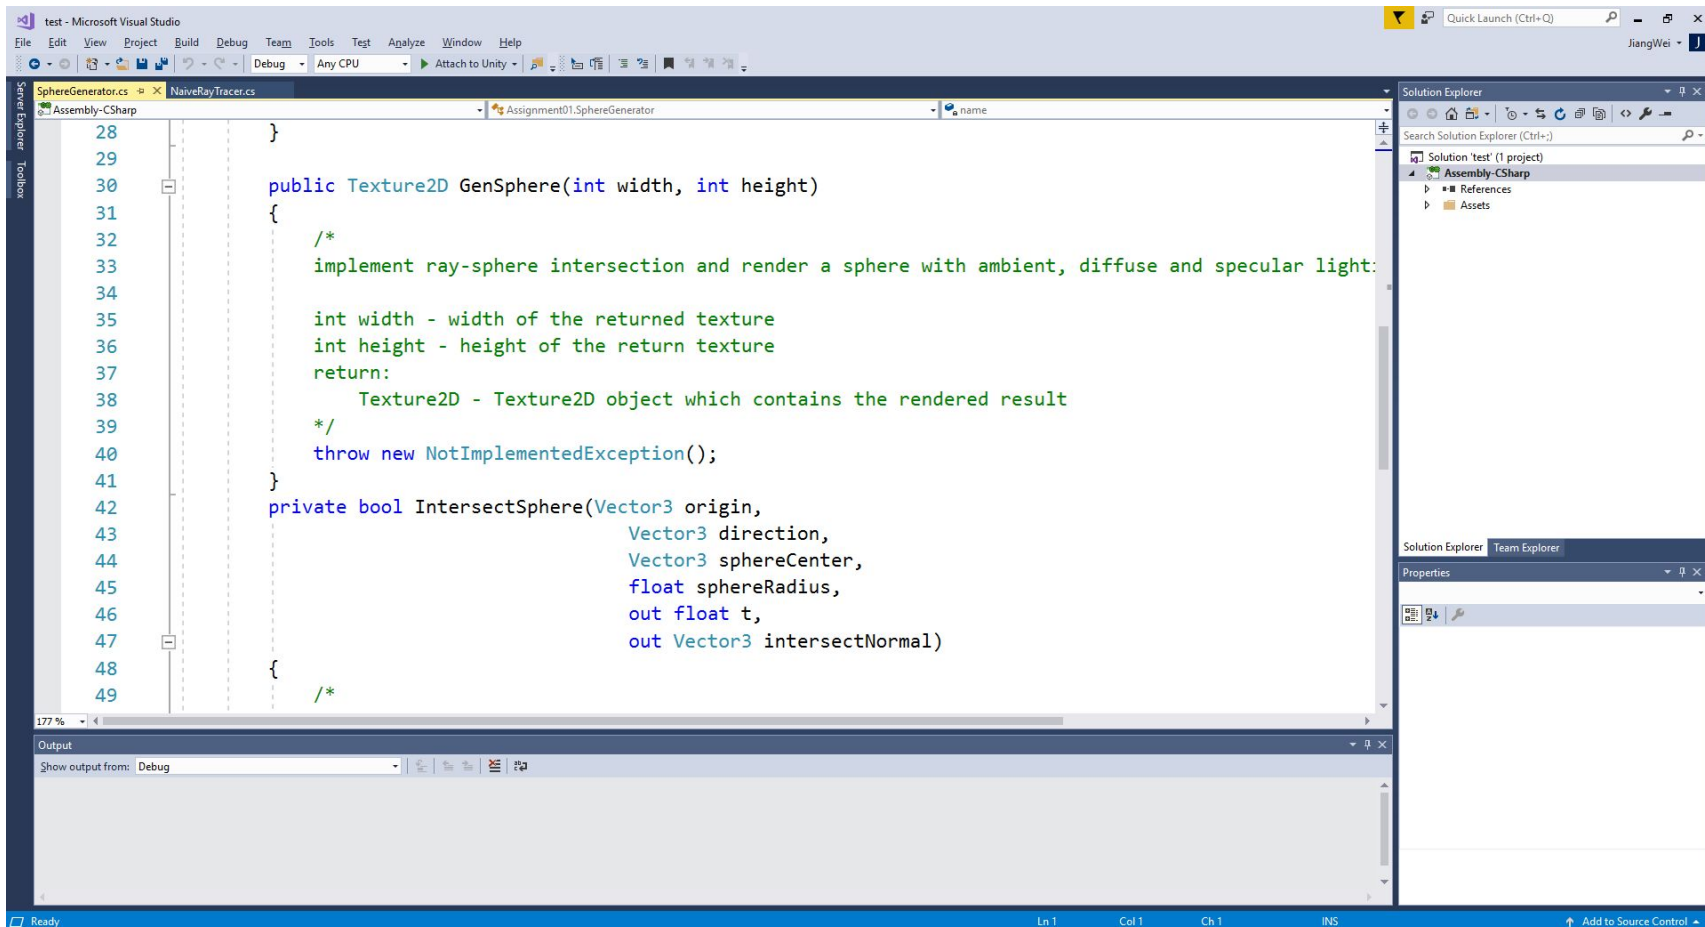 test - Microsoft Visual Studio
Quick Launch (Ctrl+Q)
File Edit View Project Build Debug Team Tools Test Analyze Window Help
JiangWei J
Debug Any CPU Attach to Unity
Server Explorer
Toolbox
SphereGenerator.cs NaiveRayTracer.cs
Assembly-CSharp Assignment01.SphereGenerator name
28 }
29
30 public Texture2D GenSphere(int width, int height)
31 {
32 /*
33 implement ray-sphere intersection and render a sphere with ambient, diffuse and specular light
34
35 int width - width of the returned texture
36 int height - height of the return texture
37 return:
38 Texture2D - Texture2D object which contains the rendered result
39 */
40 throw new NotImplementedException();
41 }
42 private bool IntersectSphere(Vector3 origin,
43 Vector3 direction,
44 Vector3 sphereCenter,
45 float sphereRadius,
46 out float t,
47 out Vector3 intersectNormal)
48 {
49 /*
177 %
Output
Show output from: Debug
Solution Explorer
Search Solution Explorer (Ctrl+;)
Solution 'test' (1 project)
Assembly-CSharp
References
Assets
Solution Explorer Team Explorer
Properties
Ready Ln 1 Col 1 Ch 1 INS Add to Source Control